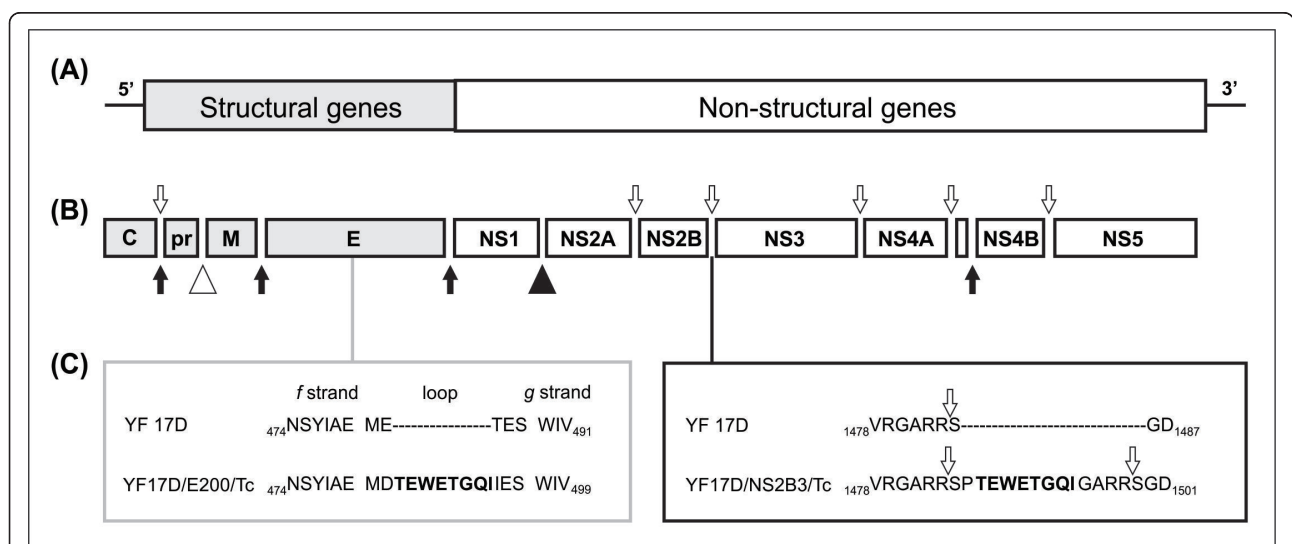 (A)
5’ 3’
Structural genes Non-structural genes
(B)
C pr M E NS1 NS2A NS2B NS3 NS4A NS4B NS5
(C)
f strand loop g strand
YF 17D 474NSYIAE ME----------------TES WIV491
YF17D/E200/Tc 474NSYIAE MDTEWETGQIIES WIV499
YF 17D 1478VRGARRS------------------------------GD1487
YF17D/NS2B3/Tc 1478VRGARRSPTEWETGQIGARRSGD1501